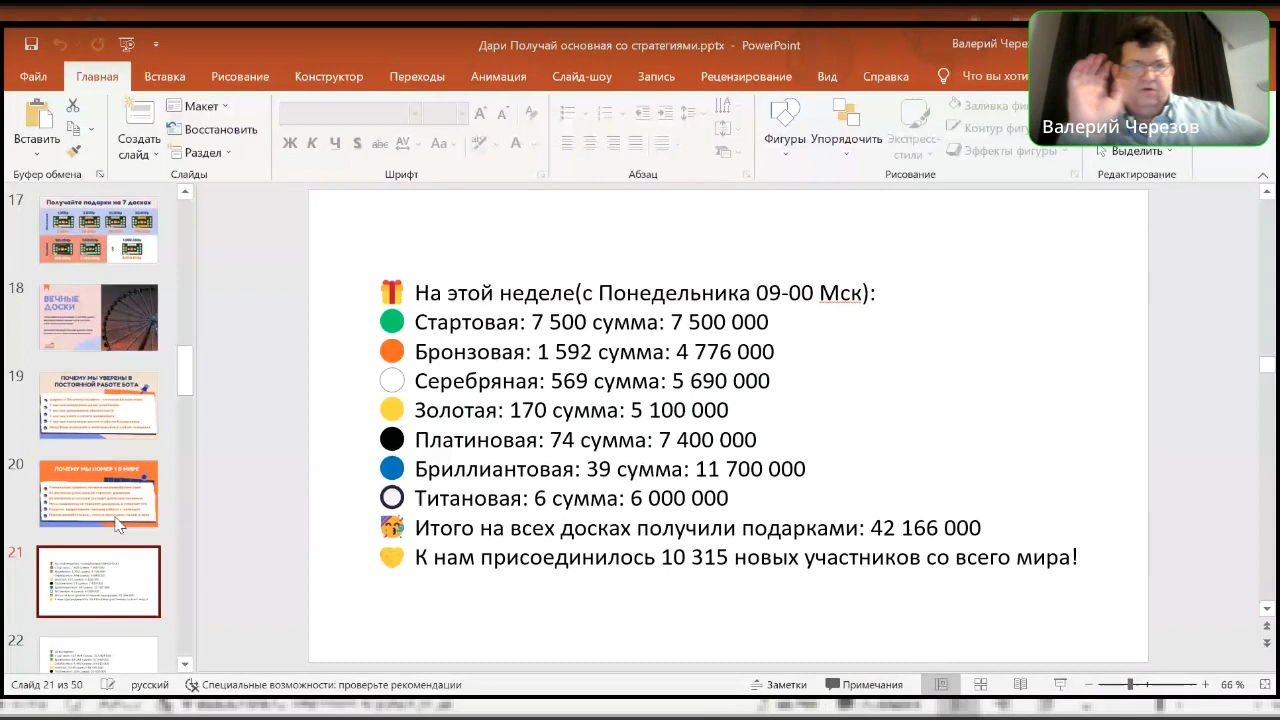 Дари Получай основная со стратегиями.pptx - PowerPoint
Валерий Чере
Файл Главная Вставка Рисование Конструктор Переходы Анимация Слайд-шоу Запись Рецензирование Вид Справка Что вы хоти
Валерий Черезов
Вставить
Создать слайд
Макет
Восстановить
Раздел
Фигуры
Упорядочить
Экспресс-стили
Заливка фиг
Контур фигу
Эффекты фигуры
Выделить
Буфер обмена
Слайды
Шрифт
Абзац
Рисование
Редактирование
17
Получайте подарки на 7 досках
18
ВЕЧНЫЕ
ДОСКИ
19
ПОЧЕМУ МЫ УВЕРЕНЫ В
ПОСТОЯННОЙ РАБОТЕ БОТА
20
ПОЧЕМУ МЫ НОМЕР 1 В МИРЕ
21
22
На этой неделе(с Понедельника 09-00 Мск):
Стартовая: 7 500 сумма: 7 500 000
Бронзовая: 1 592 сумма: 4 776 000
Серебряная: 569 сумма: 5 690 000
Золотая: 170 сумма: 5 100 000
Платиновая: 74 сумма: 7 400 000
Бриллиантовая: 39 сумма: 11 700 000
Титановая: 6 сумма: 6 000 000
Итого на всех досках получили подарками: 42 166 000
К нам присоединилось 10 315 новых участников со всего мира!
Слайд 21 из 50
русский
Специальные возможности: проверьте рекомендации
Заметки
Примечания
66 %